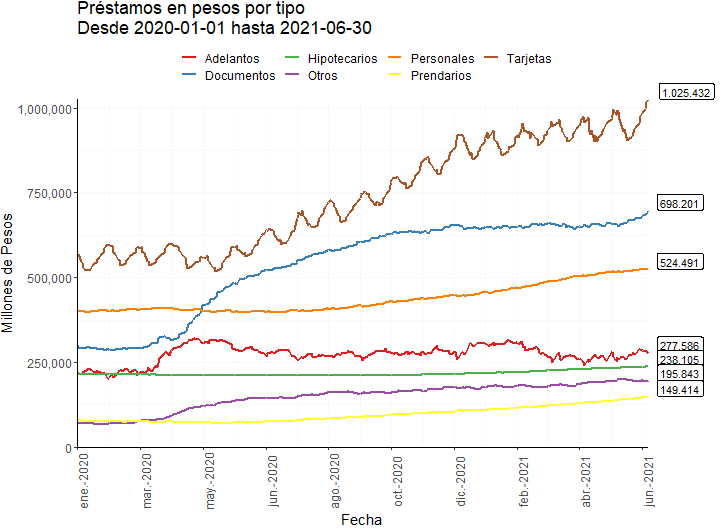 Préstamos en pesos por tipo
Desde 2020-01-01 hasta 2021-06-30
Adelantos Hipotecarios Personales Tarjetas
Documentos Otros Prendarios
Millones de Pesos
1,000,000
750,000
500,000
250,000
0
1.025.432
698.201
524.491
277.586
238.105
195.843
149.414
ene.-2020
mar.-2020
may.-2020
jun.-2020
ago.-2020
oct.-2020
dic.-2020
feb.-2021
abr.-2021
jun.-2021
Fecha